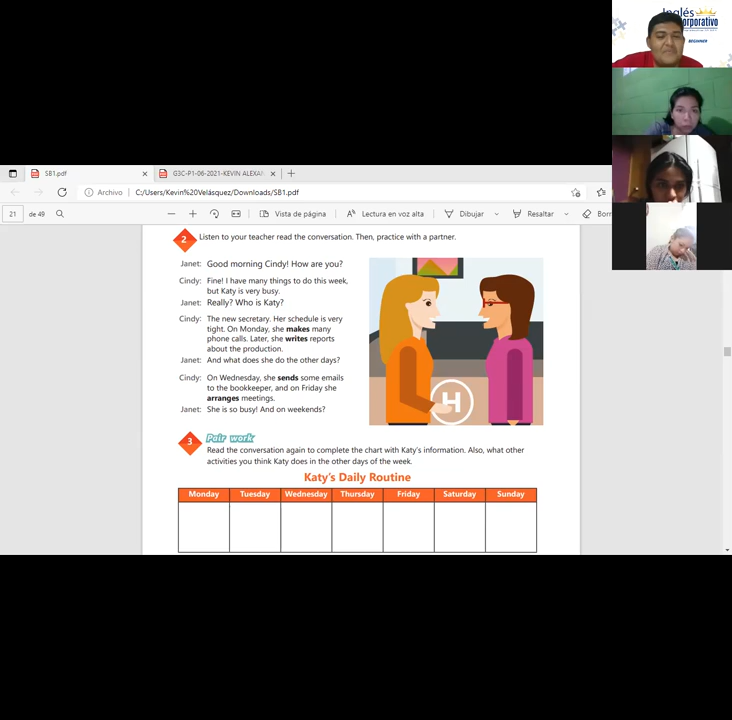 Inglés
orporativo
BEGINNER
SB1.pdf
G3C-P1-06-2021-KEVIN ALEXA
Archivo
C:/Users/Kevin%20Velásquez/Downloads/SB1.pdf
21
de 49
Vista de página
Lectura en voz alta
Dibujar
Resaltar
Borr
2
Listen to your teacher read the conversation. Then, practice with a partner.
Janet: Good morning Cindy! How are you?
Cindy: Fine! I have many things to do this week,
but Katy is very busy.
Janet: Really? Who is Katy?
Cindy: The new secretary. Her schedule is very
tight. On Monday, she makes many
phone calls. Later, she writes reports
about the production.
Janet: And what does she do the other days?
Cindy: On Wednesday, she sends some emails
to the bookkeeper, and on Friday she
arranges meetings.
Janet: She is so busy! And on weekends?
H
3
Pair work
Read the conversation again to complete the chart with Katy's information. Also, what other
activities you think Katy does in the other days of the week.
Katy's Daily Routine
Monday Tuesday Wednesday Thursday Friday Saturday Sunday